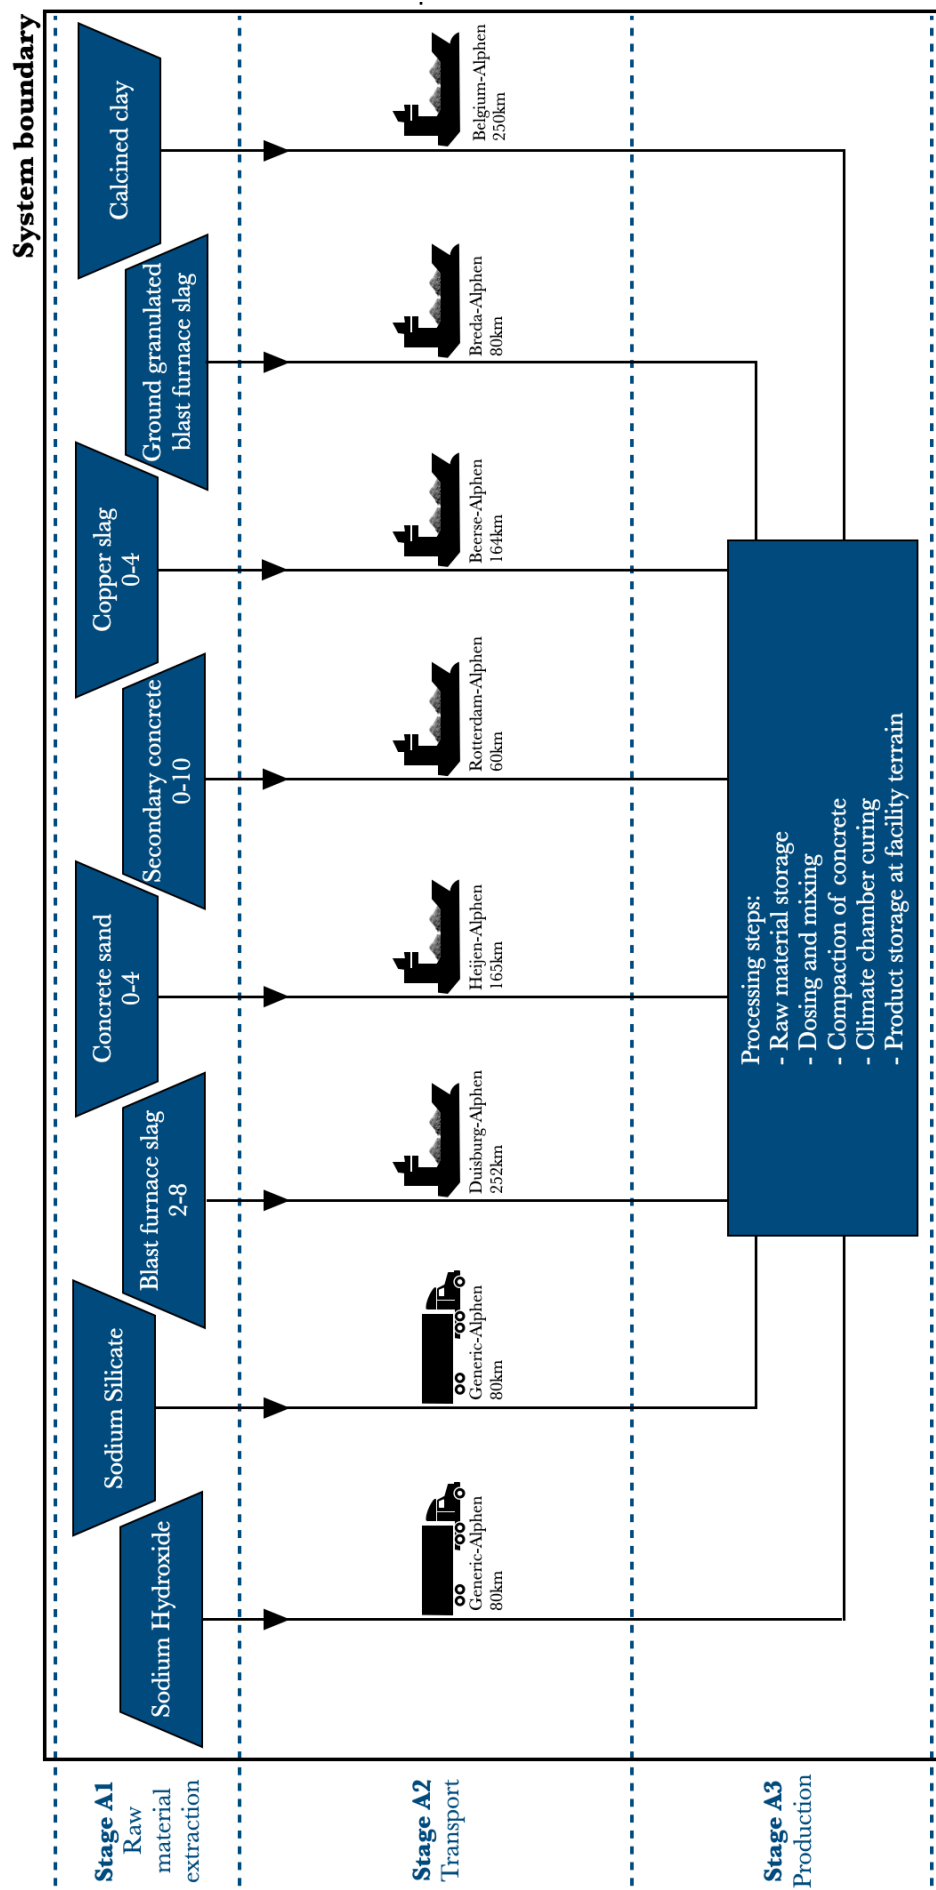 System boundary
Stage A1
Raw
material
extraction
Sodium Hydroxide
Sodium Silicate
Blast furnace slag
2-8
Concrete sand
0-4
Secondary concrete
0-10
Copper slag
0-4
Ground granulated
blast furnace slag
Calcined clay
Stage A2
Transport
Generic-Alphen
80km
Generic-Alphen
80km
Duisburg-Alphen
252km
Heijen-Alphen
165km
Rotterdam-Alphen
60km
Beerse-Alphen
164km
Breda-Alphen
80km
Belgium-Alphen
250km
Stage A3
Production
Processing steps:
- Raw material storage
- Dosing and mixing
- Compaction of concrete
- Climate chamber curing
- Product storage at facility terrain